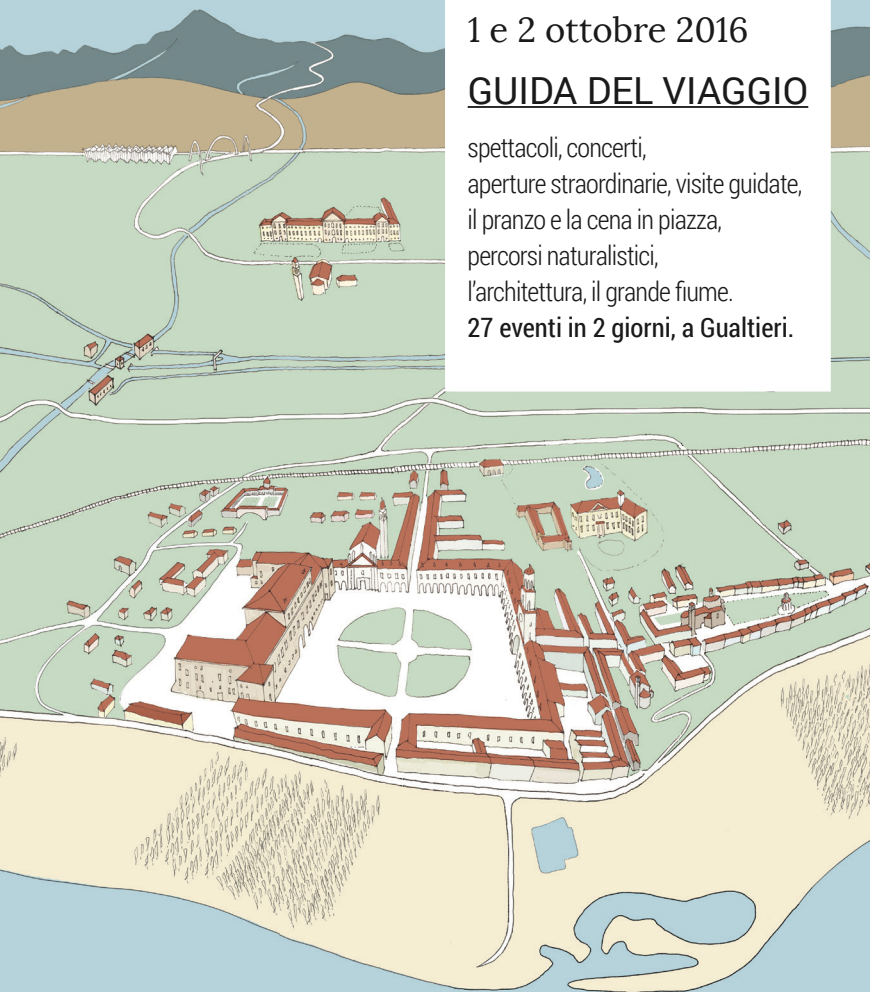 1 e 2 ottobre 2016
GUIDA DEL VIAGGIO
spettacoli, concerti,
aperture straordinarie, visite guidate,
il pranzo e la cena in piazza,
percorsi naturalistici,
l'architettura, il grande fiume.
27 eventi in 2 giorni, a Gualtieri.